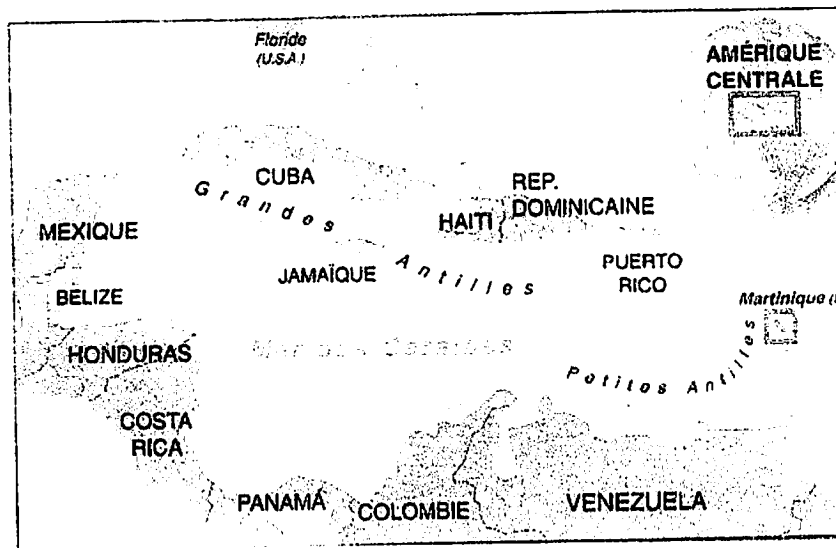 Floride
(U.S.A.)
AMÉRIQUE
CENTRALE
CUBA
Grandes Antilles
REP.
DOMINICAINE
HAITI
MEXIQUE
JAMAÏQUE
PUERTO
RICO
BELIZE
Martinique
HONDURAS
Petites Antilles
COSTA
RICA
PANAMÁ
COLOMBIE
VENEZUELA